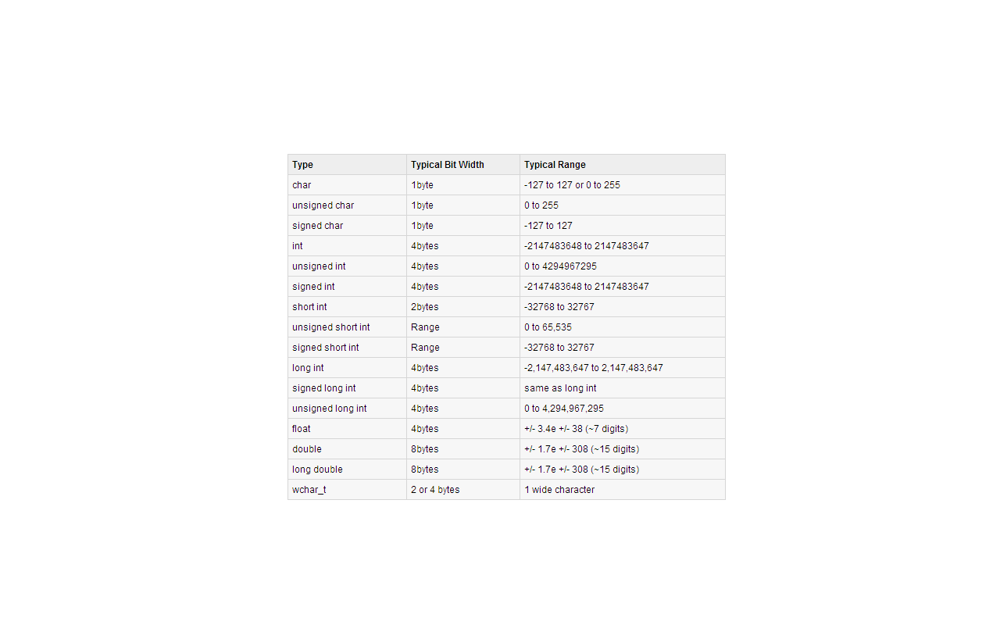 Type Typical Bit Width Typical Range
char 1byte -127 to 127 or 0 to 255
unsigned char 1byte 0 to 255
signed char 1byte -127 to 127
int 4bytes -2147483648 to 2147483647
unsigned int 4bytes 0 to 4294967295
signed int 4bytes -2147483648 to 2147483647
short int 2bytes -32768 to 32767
unsigned short int Range 0 to 65,535
signed short int Range -32768 to 32767
long int 4bytes -2,147,483,647 to 2,147,483,647
signed long int 4bytes same as long int
unsigned long int 4bytes 0 to 4,294,967,295
float 4bytes +/- 3.4e +/- 38 (~7 digits)
double 8bytes +/- 1.7e +/- 308 (~15 digits)
long double 8bytes +/- 1.7e +/- 308 (~15 digits)
wchar_t 2 or 4 bytes 1 wide character